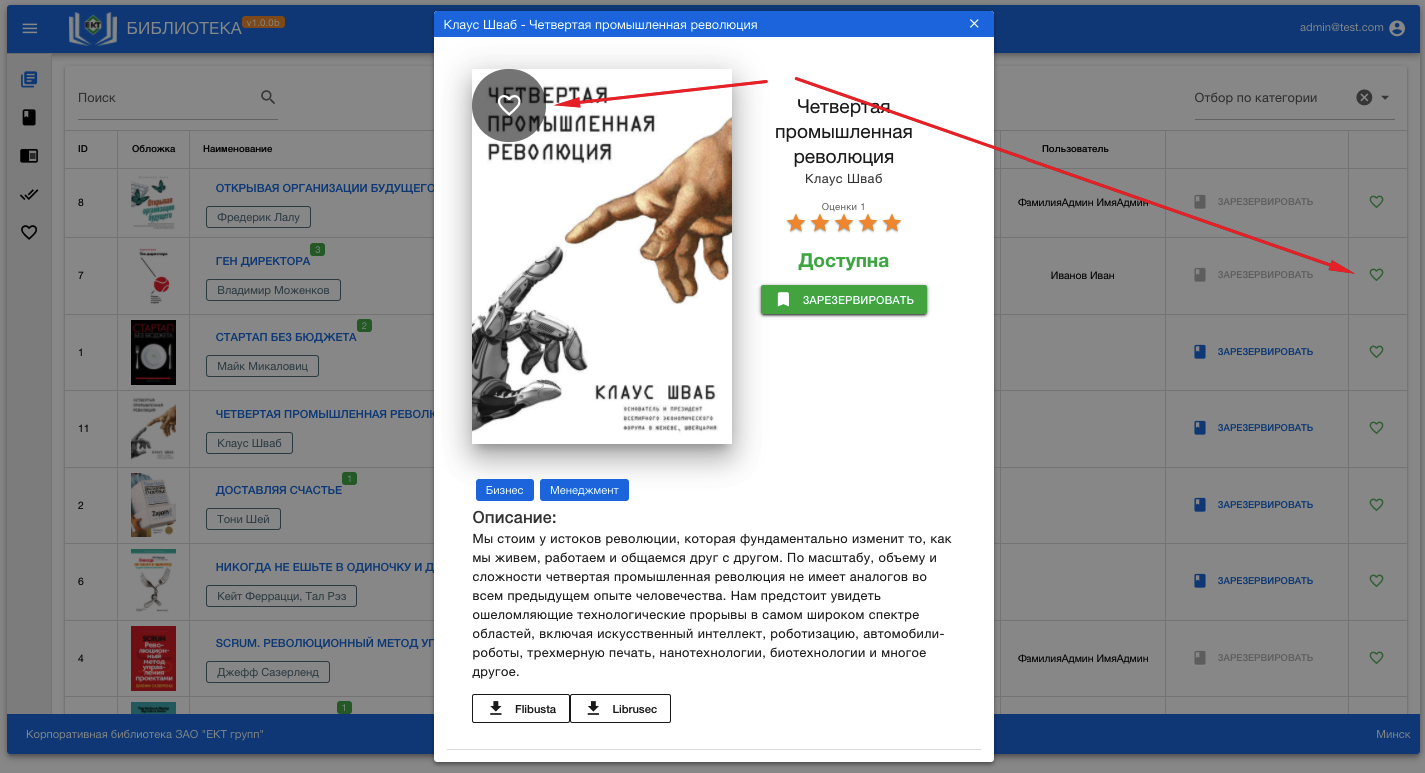 БИБЛИОТЕКА v1.0.0b
admin@test.com
Клаус Шваб - Четвертая промышленная революция
Поиск
Отбор по категории
ID Обложка Наименование Пользователь
8 ОТКРЫВАЯ ОРГАНИЗАЦИИ БУДУЩЕГО
Фредерик Лалу
ФамилияАдмин ИмяАдмин ЗАРЕЗЕРВИРОВАТЬ
7 ГЕН ДИРЕКТОРА 3
Владимир Моженков
Иванов Иван ЗАРЕЗЕРВИРОВАТЬ
1 СТАРТАП БЕЗ БЮДЖЕТА 2
Майк Микаловиц
ЗАРЕЗЕРВИРОВАТЬ
11 ЧЕТВЕРТАЯ ПРОМЫШЛЕННАЯ РЕВОЛЮ
Клаус Шваб
ЗАРЕЗЕРВИРОВАТЬ
2 ДОСТАВЛЯЯ СЧАСТЬЕ 1
Тони Шей
ЗАРЕЗЕРВИРОВАТЬ
6 НИКОГДА НЕ ЕШЬТЕ В ОДИНОЧКУ И Д
Кейт Феррацци, Тал Рэз
ЗАРЕЗЕРВИРОВАТЬ
4 SCRUM. РЕВОЛЮЦИОННЫЙ МЕТОД УГ
Джефф Сазерленд
ФамилияАдмин ИмяАдмин ЗАРЕЗЕРВИРОВАТЬ
1
ЧЕТВЕРТАЯ
ПРОМЫШЛЕННАЯ
РЕВОЛЮЦИЯ
КЛАУС ШВАБ
ОСНОВАТЕЛЬ И ПРЕЗИДЕНТ
ВСЕМИРНОГО ЭКОНОМИЧЕСКОГО
ФОРУМА В ЖЕНЕВЕ, ШВЕЙЦАРИЯ
Четвертая
промышленная
революция
Клаус Шваб
Оценки 1
Доступна
ЗАРЕЗЕРВИРОВАТЬ
Бизнес Менеджмент
Описание:
Мы стоим у истоков революции, которая фундаментально изменит то, как
мы живем, работаем и общаемся друг с другом. По масштабу, объему и
сложности четвертая промышленная революция не имеет аналогов во
всем предыдущем опыте человечества. Нам предстоит увидеть
ошеломляющие технологические прорывы в самом широком спектре
областей, включая искусственный интеллект, роботизацию, автомобили-
роботы, трехмерную печать, нанотехнологии, биотехнологии и многое
другое.
Flibusta Librusec
Корпоративная библиотека ЗАО "ЕКТ групп"
Минск